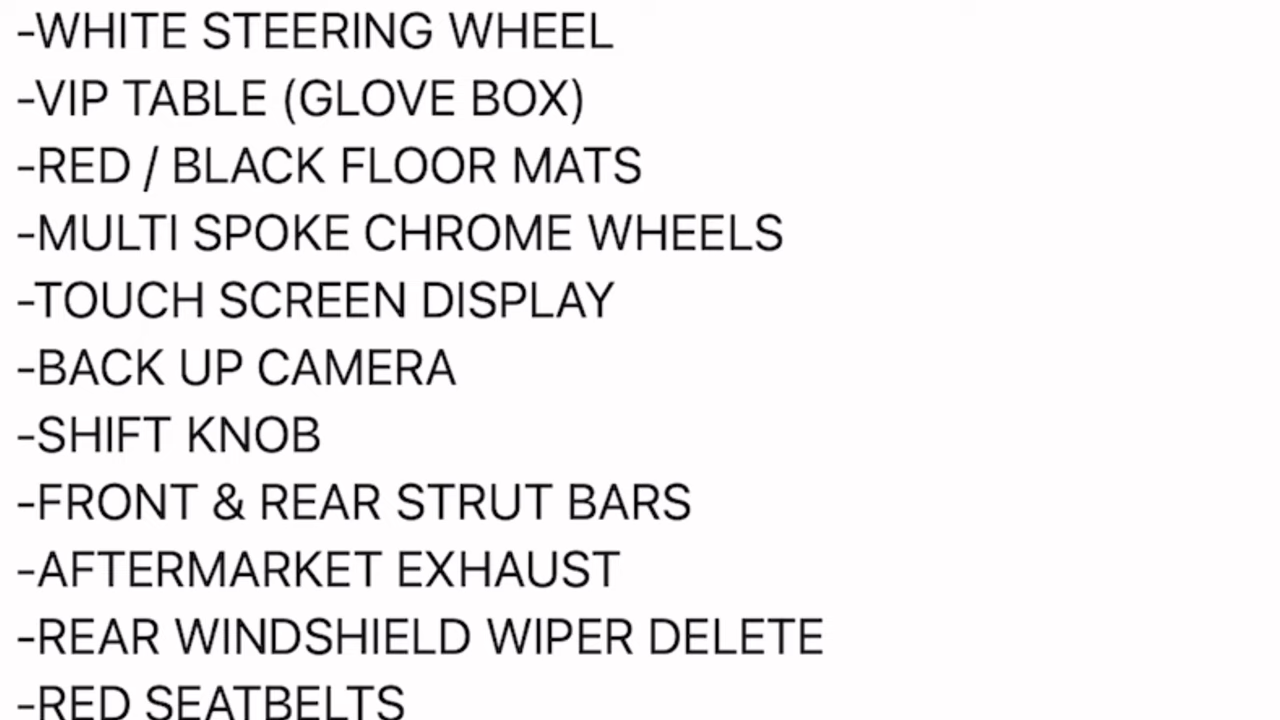 -WHITE STEERING WHEEL
-VIP TABLE (GLOVE BOX)
-RED / BLACK FLOOR MATS
-MULTI SPOKE CHROME WHEELS
-TOUCH SCREEN DISPLAY
-BACK UP CAMERA
-SHIFT KNOB
-FRONT & REAR STRUT BARS
-AFTERMARKET EXHAUST
-REAR WINDSHIELD WIPER DELETE
-RED SEATBELTS